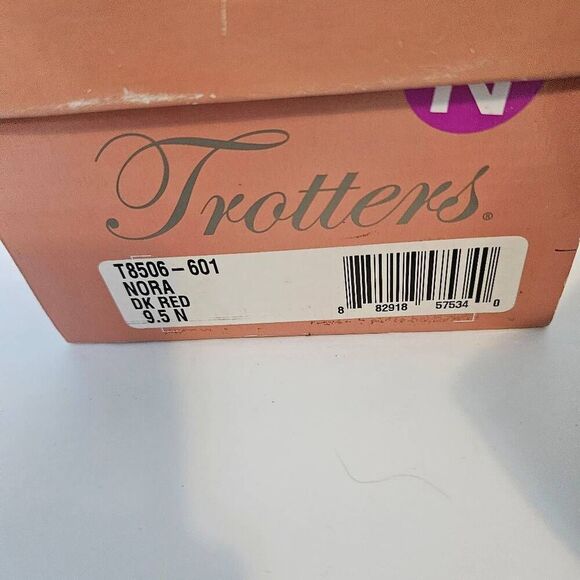 N
Trotters®
T8506-601
NORA
DK RED
9.5 N
8 82918 57534 0